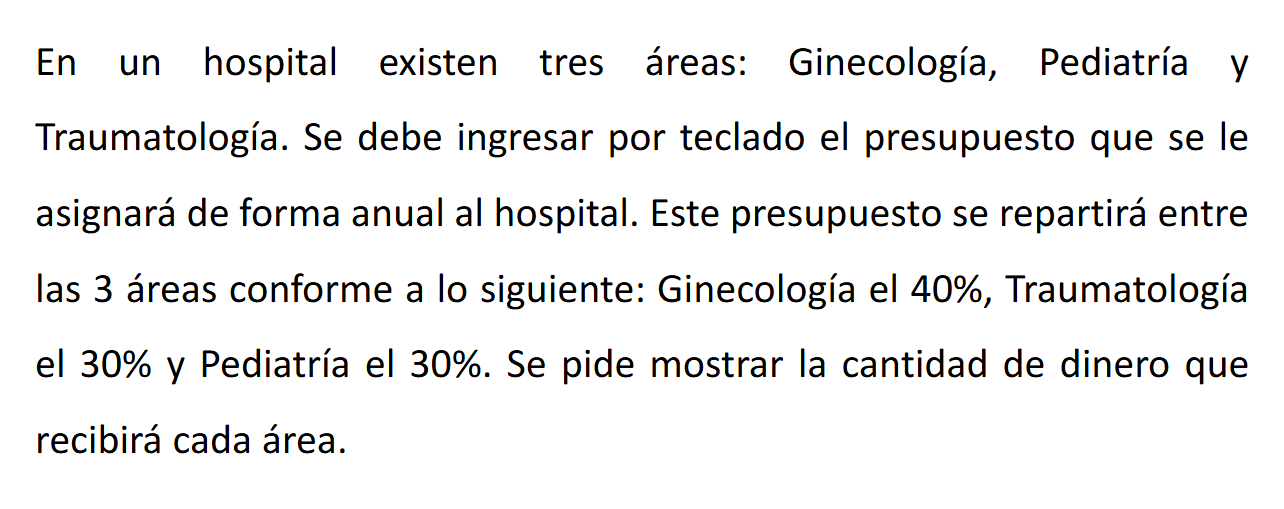 En un hospital existen tres áreas: Ginecología, Pediatría y
Traumatología. Se debe ingresar por teclado el presupuesto que se le
asignará de forma anual al hospital. Este presupuesto se repartirá entre
las 3 áreas conforme a lo siguiente: Ginecología el 40%, Traumatología
el 30% y Pediatría el 30%. Se pide mostrar la cantidad de dinero que
recibirá cada área.